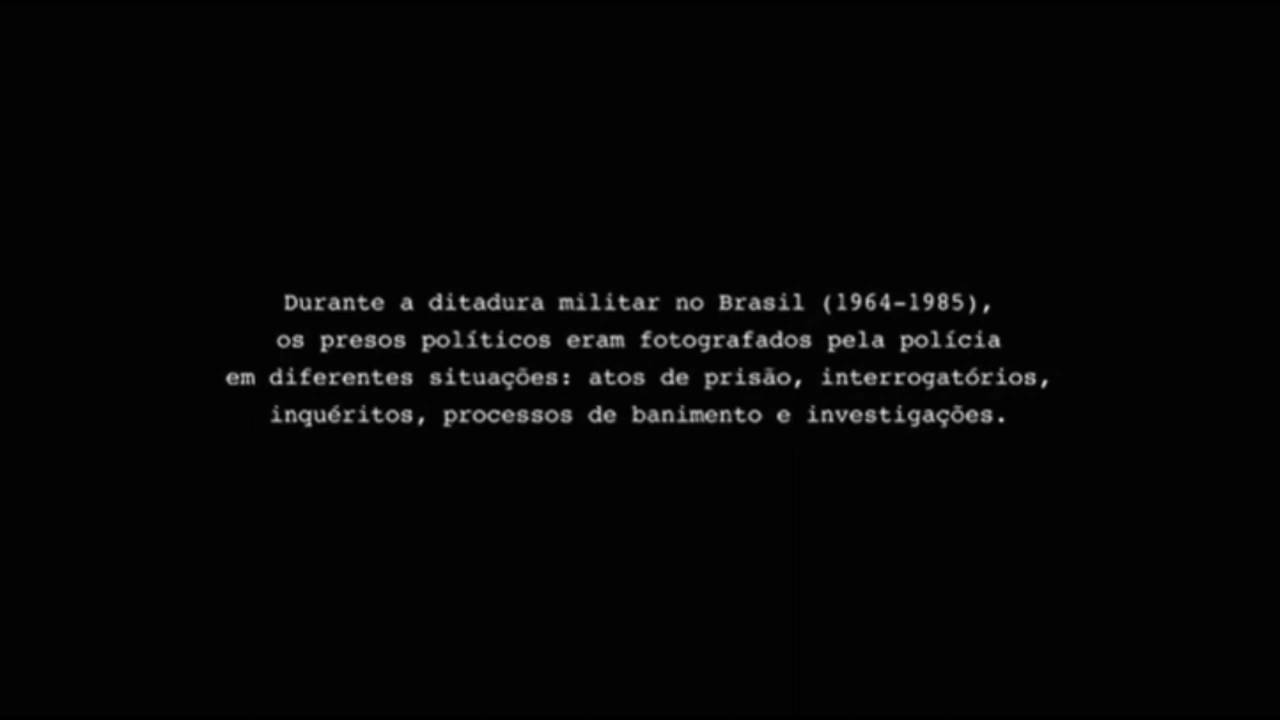 Durante a ditadura militar no Brasil (1964-1985),
os presos políticos eram fotografados pela polícia
em diferentes situações: atos de prisão, interrogatórios,
inquéritos, processos de banimento e investigações.